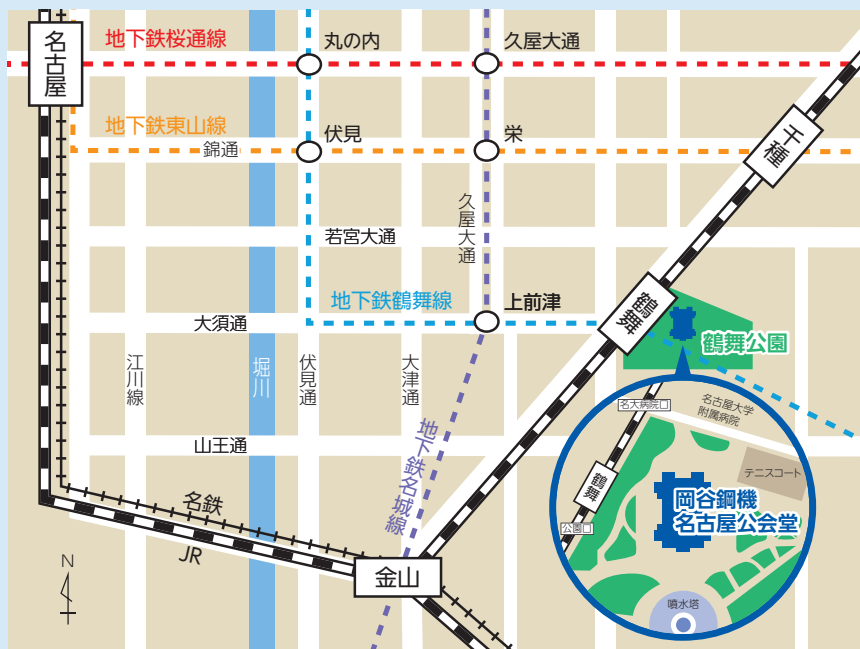 名古屋
地下鉄桜通線
丸の内
久屋大通
地下鉄東山線
伏見
栄
錦通
千種
久屋大通
若宮大通
地下鉄鶴舞線
上前津
鶴舞
大須通
鶴舞公園
江川線
堀川
伏見通
大津通
名大病院口
名古屋大学
附属病院
地下鉄名城線
山王通
テニスコート
鶴舞
岡谷鋼機
名古屋公会堂
名鉄
公園口
JR
N
金山
噴水塔